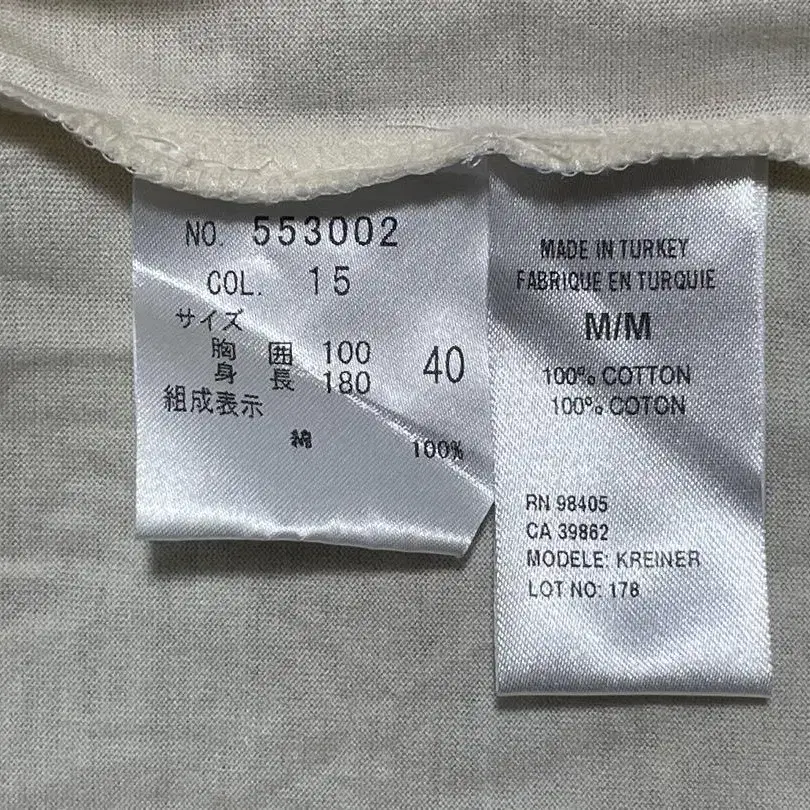 NO. 553002
COL. 15
サイズ
胸囲 100
身長 180
40
組成表示
綿 100%
MADE IN TURKEY
FABRIQUE EN TURQUIE
M/M
100% COTTON
100% COTON
RN 98405
CA 39862
MODELE: KREINER
LOT NO: 178